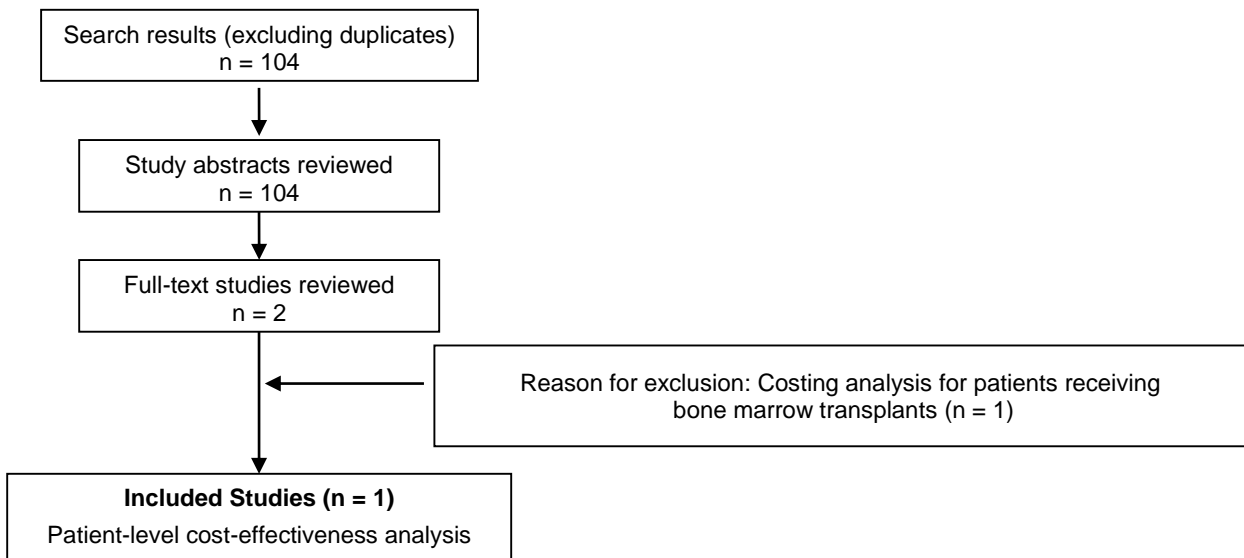 Search results (excluding duplicates)
n = 104
Study abstracts reviewed
n = 104
Full-text studies reviewed
n = 2
Reason for exclusion: Costing analysis for patients receiving
bone marrow transplants (n = 1)
Included Studies (n = 1)
Patient-level cost-effectiveness analysis